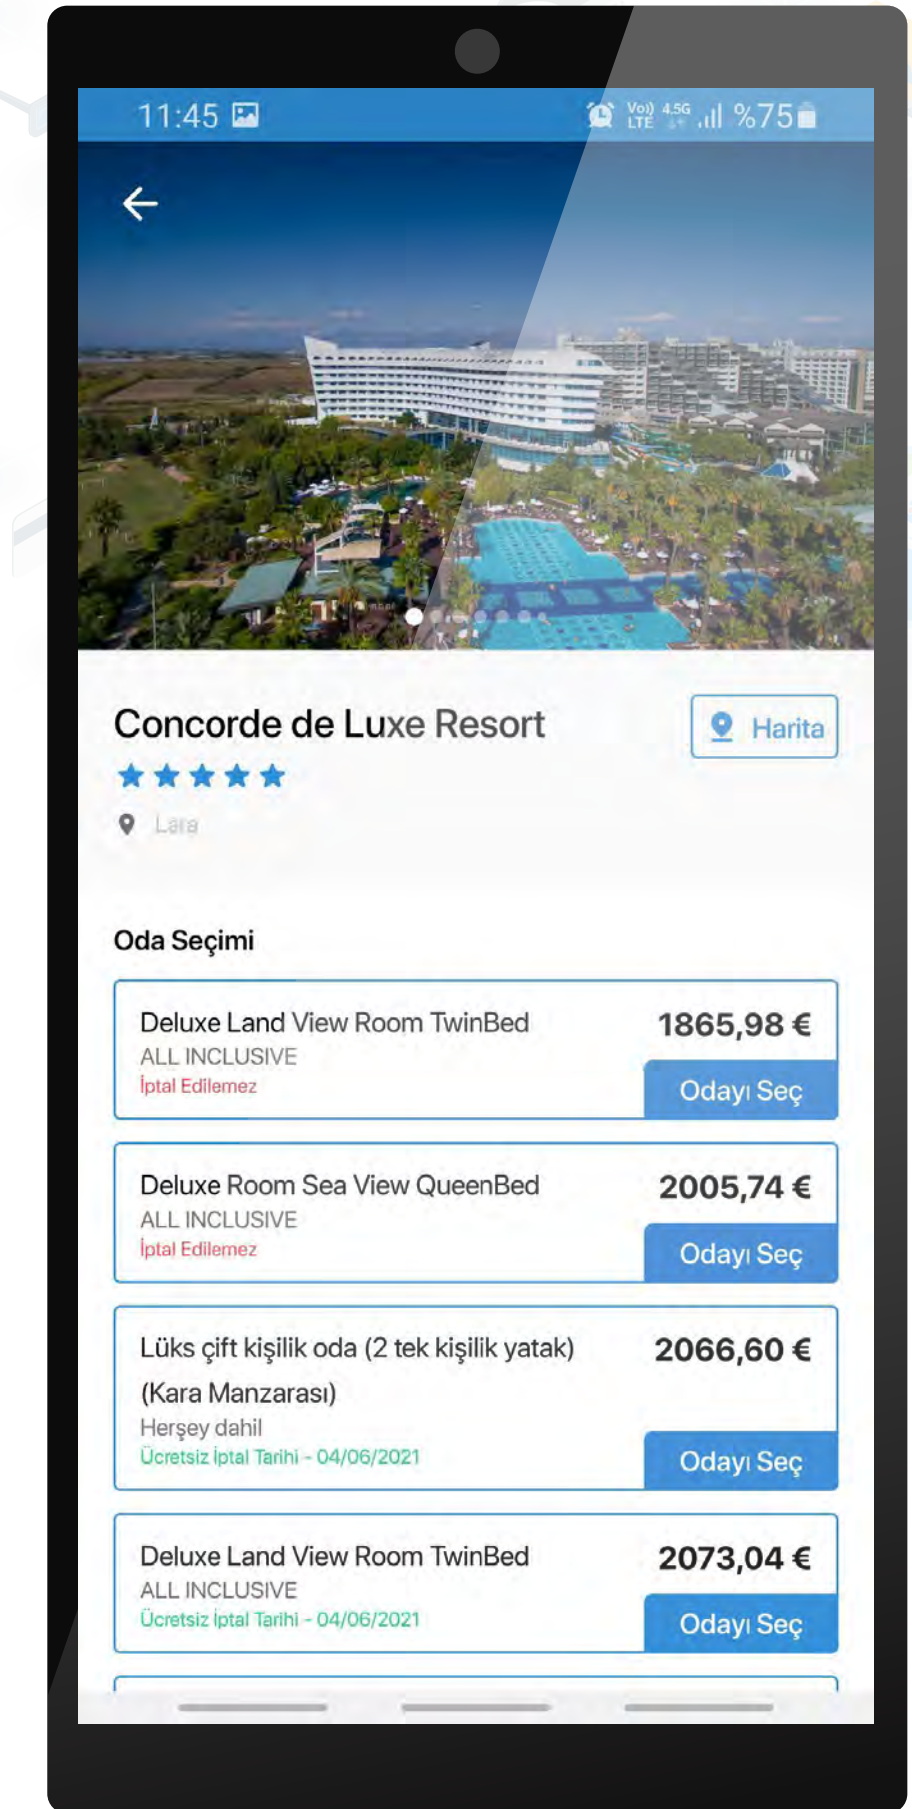 11:45
Vo)) LTE 4.5G %75
Concorde de Luxe Resort
Harita
Lara
Oda Seçimi
Deluxe Land View Room TwinBed
1865,98 €
ALL INCLUSIVE
İptal Edilemez
Odayı Seç
Deluxe Room Sea View QueenBed
2005,74 €
ALL INCLUSIVE
İptal Edilemez
Odayı Seç
Lüks çift kişilik oda (2 tek kişilik yatak)
2066,60 €
(Kara Manzarası)
Herşey dahil
Ücretsiz İptal Tarihi - 04/06/2021
Odayı Seç
Deluxe Land View Room TwinBed
2073,04 €
ALL INCLUSIVE
Ücretsiz İptal Tarihi - 04/06/2021
Odayı Seç